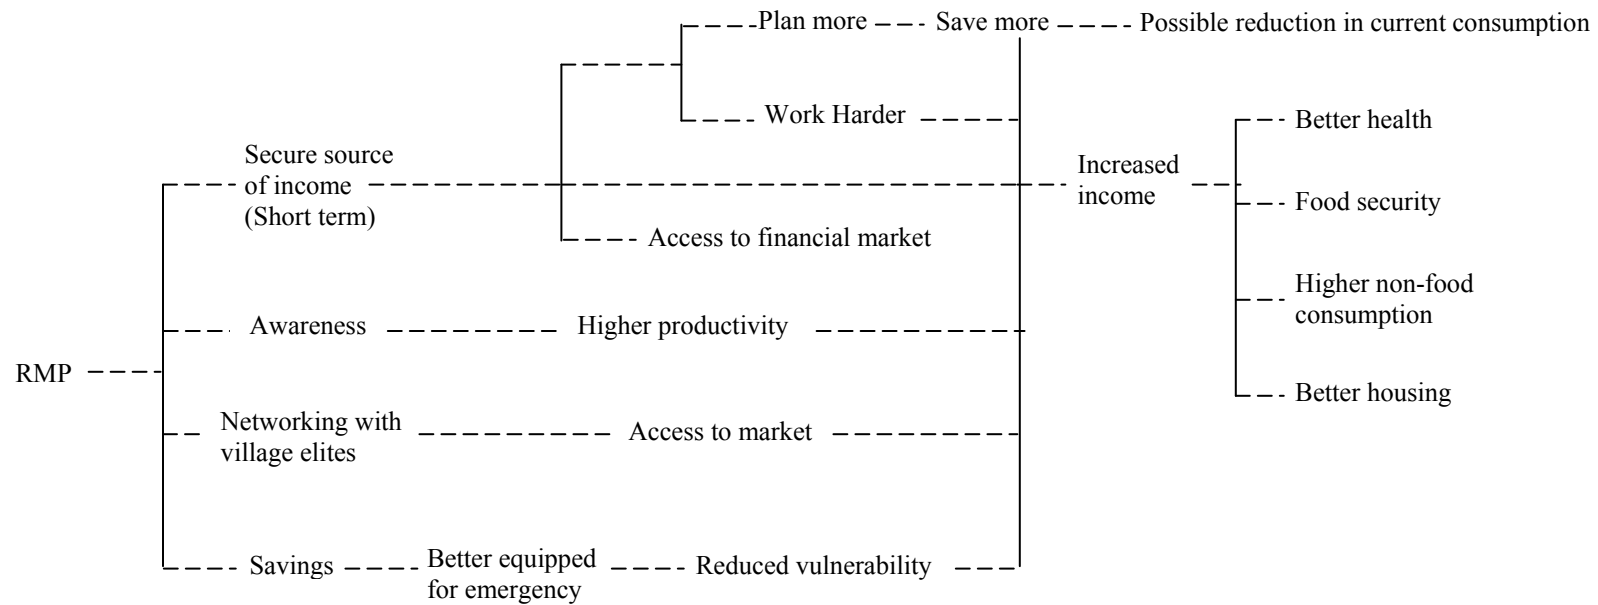 Plan more
Save more
Possible reduction in current consumption
Work Harder
Better health
Secure source
of income
(Short term)
Increased
income
Food security
Access to financial market
Higher non-food
consumption
Awareness
Higher productivity
RMP
Better housing
Networking with
village elites
Access to market
Savings
Better equipped
for emergency
Reduced vulnerability